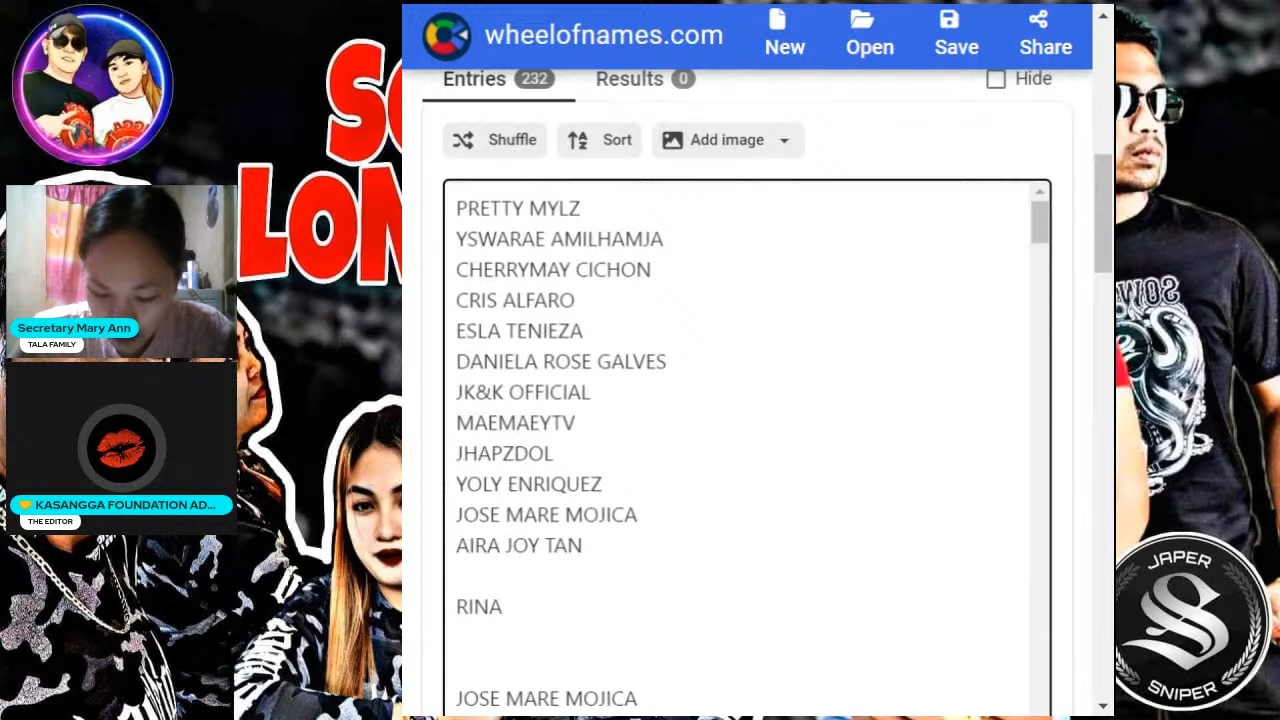 wheelofnames.com
New
Open
Save
Share
Entries 232
Results 0
Hide
Shuffle
Sort
Add image
PRETTY MYLZ
YSWARAE AMILHAMJA
CHERRYMAY CICHON
CRIS ALFARO
ESLA TENIEZA
DANIELA ROSE GALVES
JK&K OFFICIAL
MAEMAEYTV
JHAPZDOL
YOLY ENRIQUEZ
JOSE MARE MOJICA
AIRA JOY TAN
RINA
JOSE MARE MOJICA
Secretary Mary Ann
TALA FAMILY
KASANGGA FOUNDATION AD...
THE EDITOR
JAPER
S
SNIPER